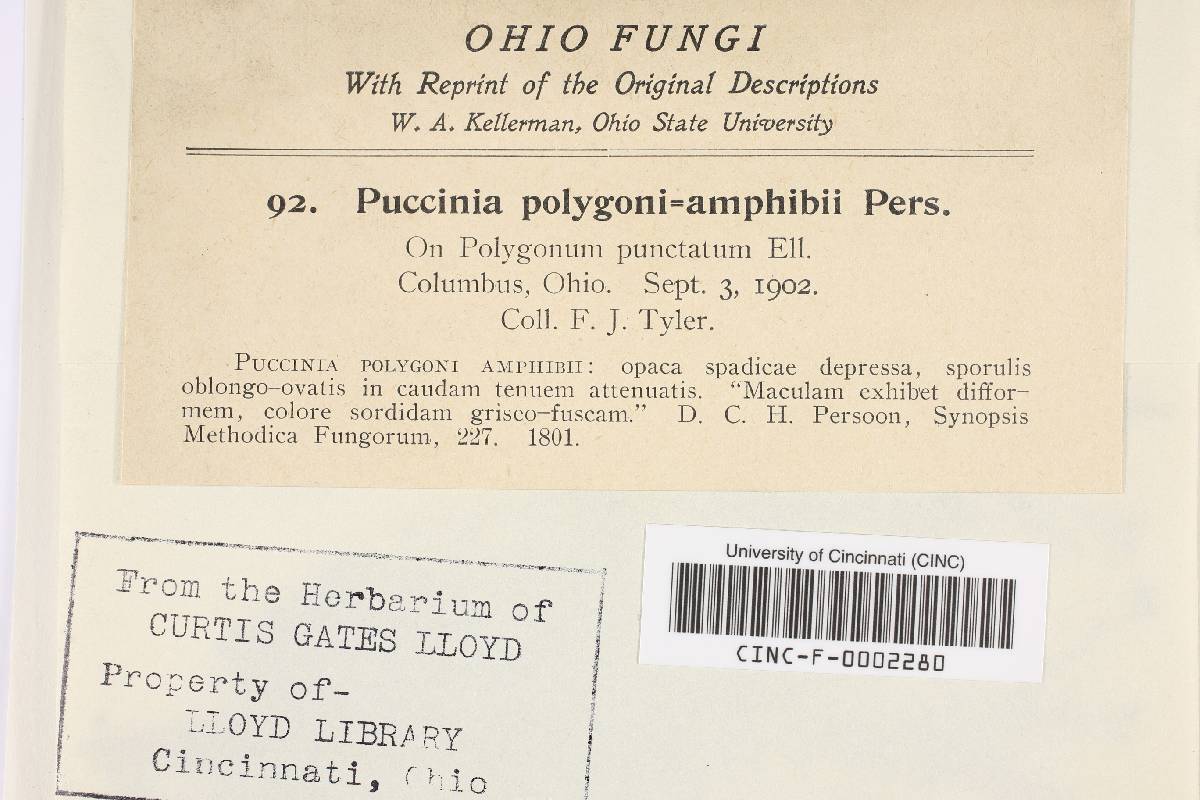 OHIO FUNGI
With Reprint of the Original Descriptions
W. A. Kellerman, Ohio State University
92. Puccinia polygoni=amphibii Pers.
On Polygonum punctatum Ell.
Columbus, Ohio. Sept. 3, 1902.
Coll. F. J. Tyler.
PUCCINIA POLYGONI AMPHIBII: opaca spadicae depressa, sporulis
oblongo-ovatis in caudam tenuem attenuatis. "Maculam exhibet diffor-
mem, colore sordidam griseo-fuscam." D. C. H. Persoon, Synopsis
Methodica Fungorum, 227. 1801.
From the Herbarium of
CURTIS GATES LLOYD
Property of-
LLOYD LIBRARY
Cincinnati, Ohio
University of Cincinnati (CINC)
CINC-F-0002280